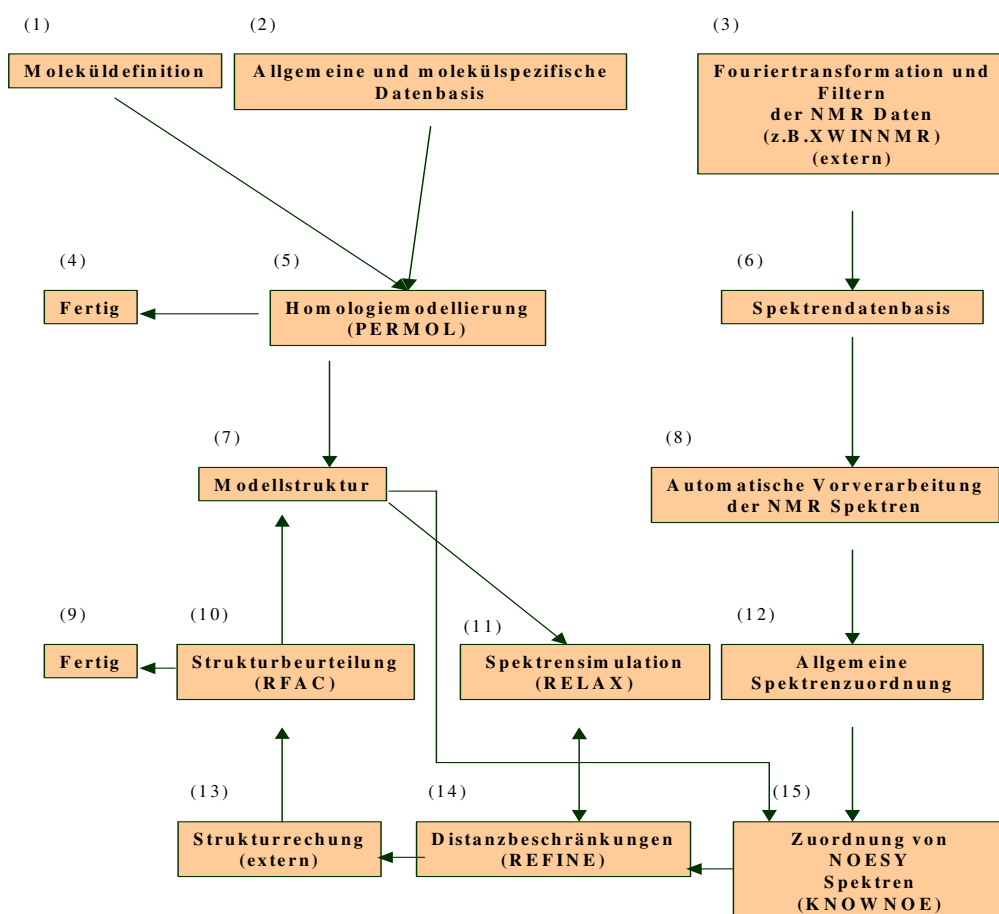 (1)
(2)
(3)
Moleküldefinition
Allgemeine und molekülspezifische
Datenbasis
Fouriertransformation und
Filtern
der NMR Daten
(z.B.XWINNMR)
(extern)
(4)
(5)
(6)
Fertig
Homologiemodellierung
(PERMOL)
Spektrendatenbasis
(7)
(8)
Modellstruktur
Automatische Vorverarbeitung
der NMR Spektren
(9)
(10)
(11)
(12)
Fertig
Strukturbeurteilung
(RFAC)
Spektrensimulation
(RELAX)
Allgemeine
Spektrenzuordnung
(13)
(14)
(15)
Strukturrechung
(extern)
Distanzbeschränkungen
(REFINE)
Zuordnung von
NOESY
Spektren
(KNOWNOE)